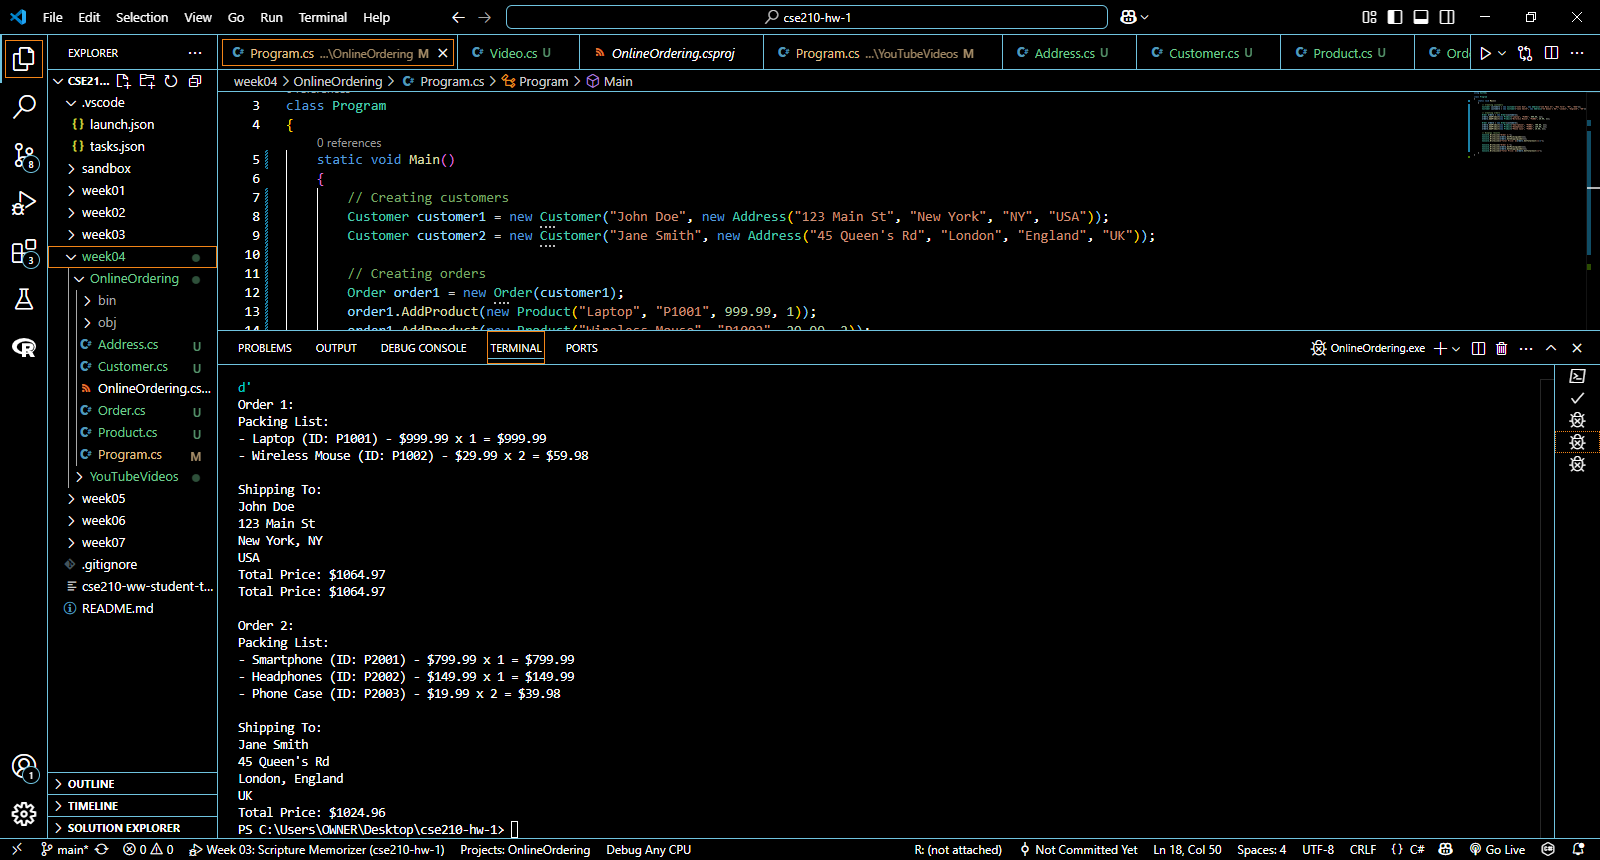 File Edit Selection View Go Run Terminal Help
cse210-hw-1
EXPLORER
CSE21...
.vscode
launch.json
tasks.json
sandbox
week01
week02
week03
week04
OnlineOrdering
bin
obj
Address.cs U
Customer.cs U
OnlineOrdering.cs...
Order.cs U
Product.cs U
Program.cs M
YouTubeVideos
week05
week06
week07
.gitignore
cse210-ww-student-t...
README.md
OUTLINE
TIMELINE
SOLUTION EXPLORER
8
3
1
Program.cs ...\OnlineOrdering M
Video.cs U
OnlineOrdering.csproj
Program.cs ...\YouTubeVideos M
Address.cs U
Customer.cs U
Product.cs U
Ord
week04 > OnlineOrdering > Program.cs > Program > Main
3 class Program
4 {
0 references
5 static void Main()
6 {
7 // Creating customers
8 Customer customer1 = new Customer("John Doe", new Address("123 Main St", "New York", "NY", "USA"));
9 Customer customer2 = new Customer("Jane Smith", new Address("45 Queen's Rd", "London", "England", "UK"));
10
11 // Creating orders
12 Order order1 = new Order(customer1);
13 order1.AddProduct(new Product("Laptop", "P1001", 999.99, 1));
14 order1.AddProduct(new Product("Wireless Mouse", "P1002", 29.99, 2));
PROBLEMS OUTPUT DEBUG CONSOLE TERMINAL PORTS
OnlineOrdering.exe
d'
Order 1:
Packing List:
- Laptop (ID: P1001) - $999.99 x 1 = $999.99
- Wireless Mouse (ID: P1002) - $29.99 x 2 = $59.98
Shipping To:
John Doe
123 Main St
New York, NY
USA
Total Price: $1064.97
Total Price: $1064.97
Order 2:
Packing List:
- Smartphone (ID: P2001) - $799.99 x 1 = $799.99
- Headphones (ID: P2002) - $149.99 x 1 = $149.99
- Phone Case (ID: P2003) - $19.99 x 2 = $39.98
Shipping To:
Jane Smith
45 Queen's Rd
London, England
UK
Total Price: $1024.96
PS C:\Users\OWNER\Desktop\cse210-hw-1>
main* 0 0 Week 03: Scripture Memorizer (cse210-hw-1) Projects: OnlineOrdering Debug Any CPU R: (not attached) Not Committed Yet Ln 18, Col 50 Spaces: 4 UTF-8 CRLF {} C# Go Live